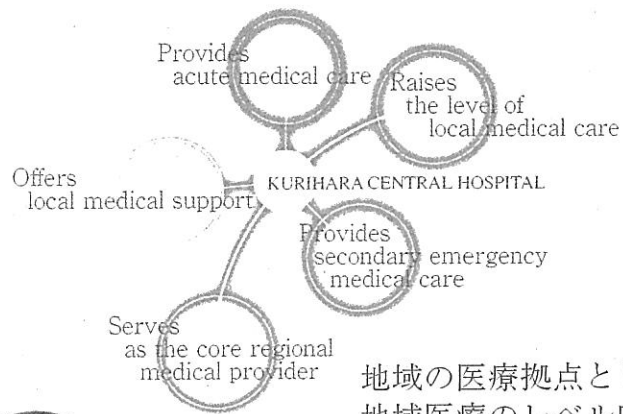 Provides
acute medical care
Raises
the level of
local medical care
Offers
local medical support
KURIHARA CENTRAL HOSPITAL
Provides
secondary emergency
medical care
Serves
as the core regional
medical provider
地域の医療拠点と
地域医療のレベル